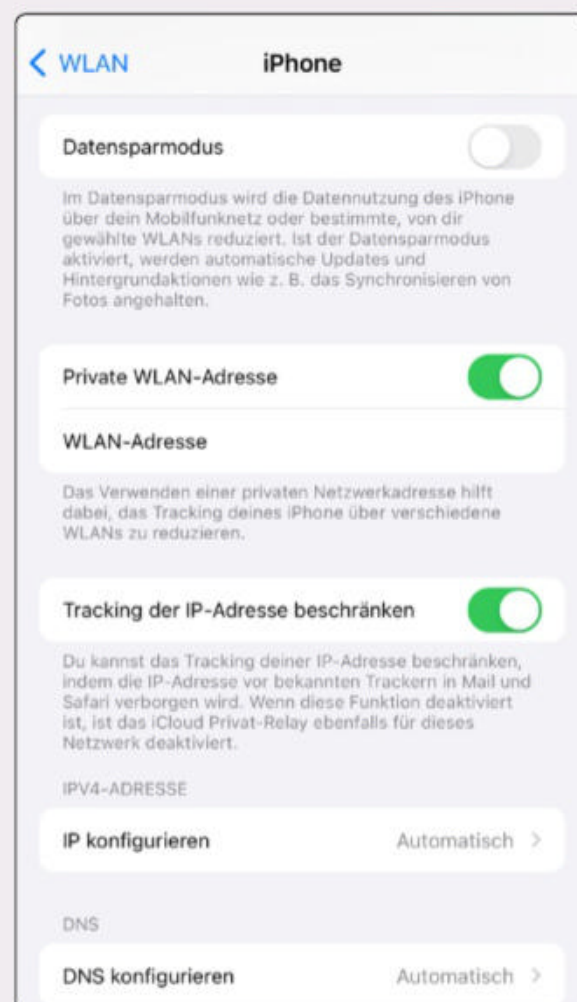 WLAN iPhone
Datensparmodus
Im Datensparmodus wird die Datennutzung des iPhone
über dein Mobilfunknetz oder bestimmte, von dir
gewählte WLANs reduziert. Ist der Datensparmodus
aktiviert, werden automatische Updates und
Hintergrundaktionen wie z. B. das Synchronisieren von
Fotos angehalten.
Private WLAN-Adresse
WLAN-Adresse
Das Verwenden einer privaten Netzwerkadresse hilft
dabei, das Tracking deines iPhone über verschiedene
WLANs zu reduzieren.
Tracking der IP-Adresse beschränken
Du kannst das Tracking deiner IP-Adresse beschränken,
indem die IP-Adresse vor bekannten Trackern in Mail und
Safari verborgen wird. Wenn diese Funktion deaktiviert
ist, ist das iCloud Privat-Relay ebenfalls für dieses
Netzwerk deaktiviert.
IPV4-ADRESSE
IP konfigurieren Automatisch
DNS
DNS konfigurieren Automatisch